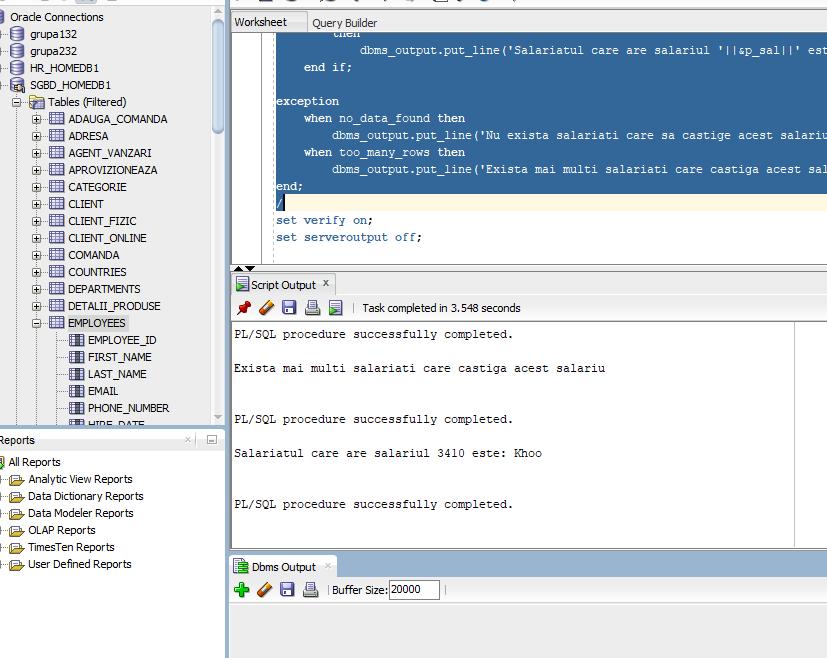 Oracle Connections
grupa132
grupa232
HR_HOMEDB1
SGBD_HOMEDB1
Tables (Filtered)
ADAUGA_COMANDA
ADRESA
AGENT_VANZARI
APROVIZIONEAZA
CATEGORIE
CLIENT
CLIENT_FIZIC
CLIENT_ONLINE
COMANDA
COUNTRIES
DEPARTMENTS
DETALII_PRODUSE
EMPLOYEES
EMPLOYEE_ID
FIRST_NAME
LAST_NAME
EMAIL
PHONE_NUMBER
HIRE_DATE
Reports
All Reports
Analytic View Reports
Data Dictionary Reports
Data Modeler Reports
OLAP Reports
TimesTen Reports
User Defined Reports
Worksheet Query Builder
then
dbms_output.put_line('Salariatul care are salariul '||&p_sal||' est
end if;
exception
when no_data_found then
dbms_output.put_line('Nu exista salariati care sa castige acest salariu
when too_many_rows then
dbms_output.put_line('Exista mai multi salariati care castiga acest sal
end;
/
set verify on;
set serveroutput off;
Script Output x
Task completed in 3.548 seconds
PL/SQL procedure successfully completed.
Exista mai multi salariati care castiga acest salariu
PL/SQL procedure successfully completed.
Salariatul care are salariul 3410 este: Khoo
PL/SQL procedure successfully completed.
Dbms Output x
Buffer Size: 20000